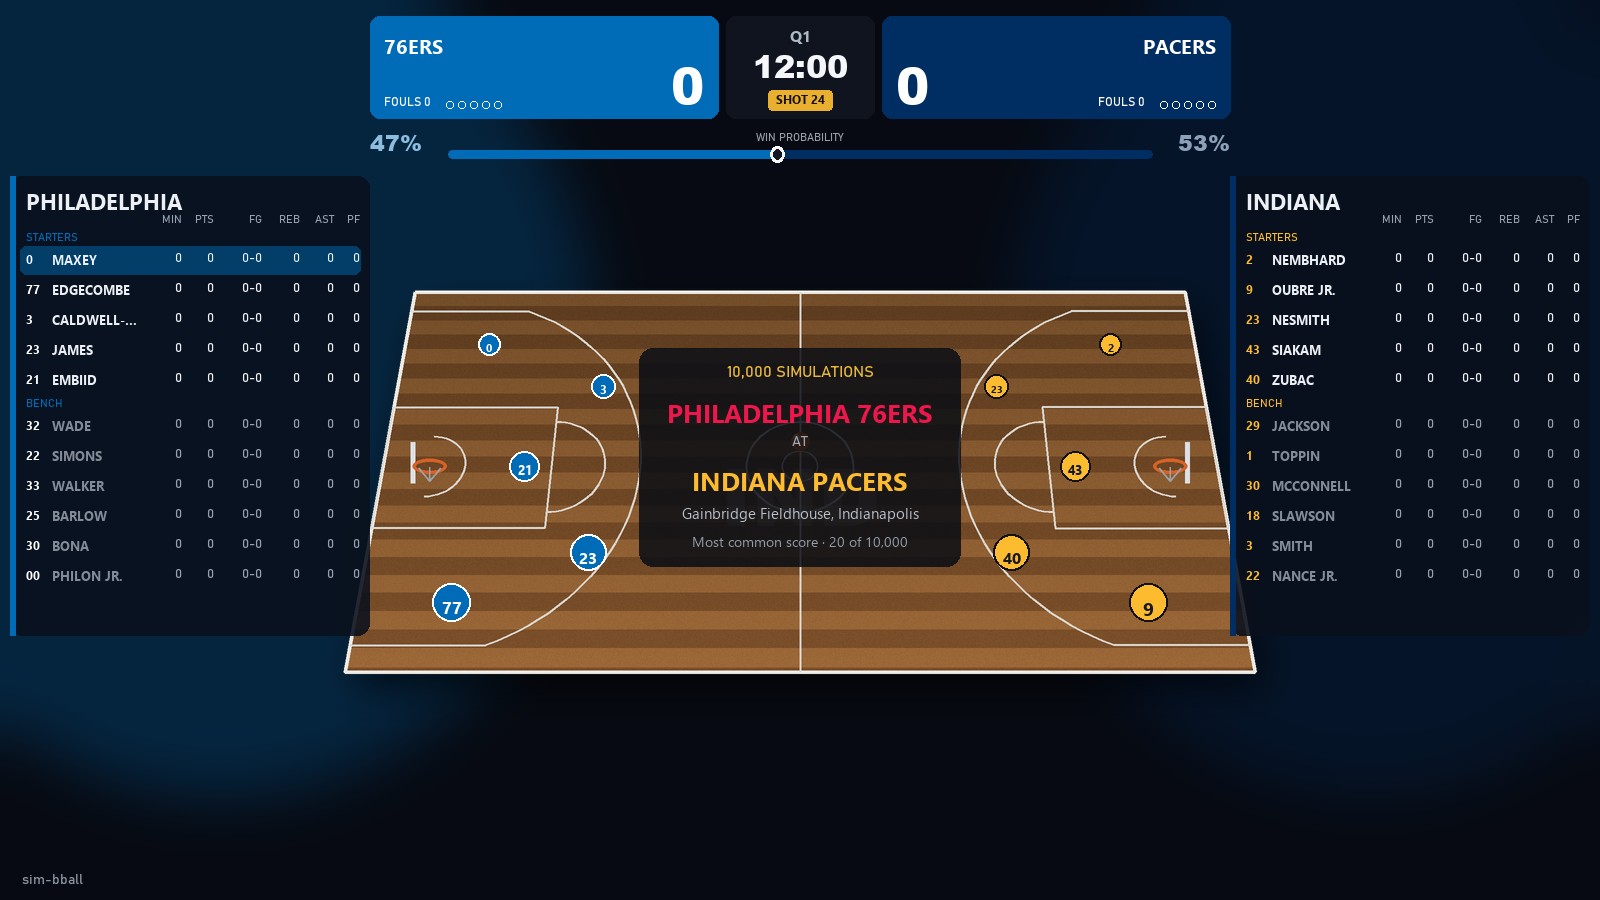 76ERS
0
FOULS 0
Q1
12:00
SHOT 24
PACERS
0
FOULS 0
47%
WIN PROBABILITY
53%
PHILADELPHIA
MIN PTS FG REB AST PF
STARTERS
0 MAXEY 0 0 0-0 0 0 0
77 EDGECOMBE 0 0 0-0 0 0 0
3 CALDWELL-... 0 0 0-0 0 0 0
23 JAMES 0 0 0-0 0 0 0
21 EMBIID 0 0 0-0 0 0 0
BENCH
32 WADE 0 0 0-0 0 0 0
22 SIMONS 0 0 0-0 0 0 0
33 WALKER 0 0 0-0 0 0 0
25 BARLOW 0 0 0-0 0 0 0
30 BONA 0 0 0-0 0 0 0
00 PHILON JR. 0 0 0-0 0 0 0
0
3
21
23
77
10,000 SIMULATIONS
PHILADELPHIA 76ERS
AT
INDIANA PACERS
Gainbridge Fieldhouse, Indianapolis
Most common score · 20 of 10,000
2
23
43
40
9
INDIANA
MIN PTS FG REB AST PF
STARTERS
2 NEMBHARD 0 0 0-0 0 0 0
9 OUBRE JR. 0 0 0-0 0 0 0
23 NESMITH 0 0 0-0 0 0 0
43 SIAKAM 0 0 0-0 0 0 0
40 ZUBAC 0 0 0-0 0 0 0
BENCH
29 JACKSON 0 0 0-0 0 0 0
1 TOPPIN 0 0 0-0 0 0 0
30 MCCONNELL 0 0 0-0 0 0 0
18 SLAWSON 0 0 0-0 0 0 0
3 SMITH 0 0 0-0 0 0 0
22 NANCE JR. 0 0 0-0 0 0 0
sim-bball